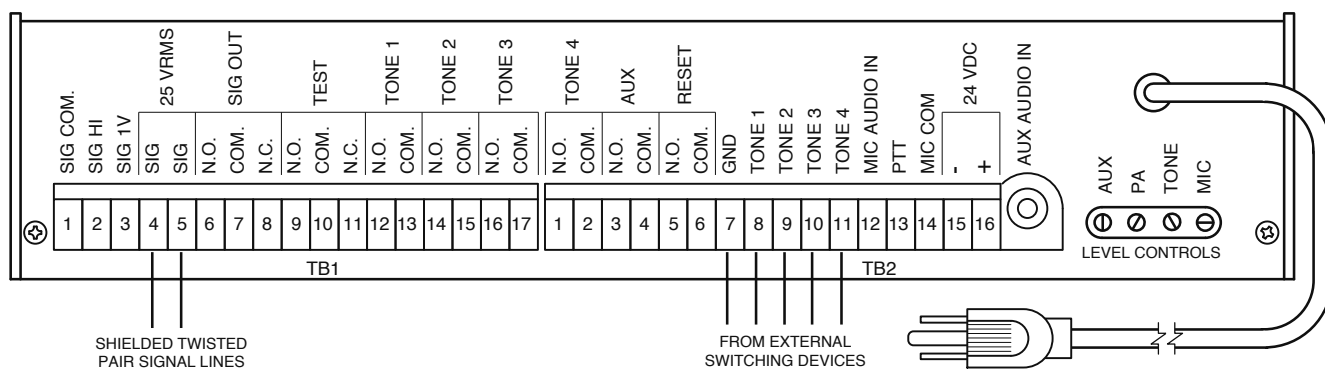 25 VRMS
SIG OUT
TEST
TONE 1
TONE 2
TONE 3
TONE 4
AUX
RESET
24 VDC
SIG COM.
SIG HI
SIG 1V
SIG
SIG
N.O.
COM.
N.C.
N.O.
COM.
N.C.
N.O.
COM.
N.O.
COM.
N.O.
COM.
N.O.
COM.
N.O.
COM.
N.O.
COM.
GND
TONE 1
TONE 2
TONE 3
TONE 4
MIC AUDIO IN
PTT
MIC COM
-
+
AUX AUDIO IN
AUX
PA
TONE
MIC
1 2 3 4 5 6 7 8 9 10 11 12 13 14 15 16 17
1 2 3 4 5 6 7 8 9 10 11 12 13 14 15 16
LEVEL CONTROLS
TB1
TB2
SHIELDED TWISTED
PAIR SIGNAL LINES
FROM EXTERNAL
SWITCHING DEVICES